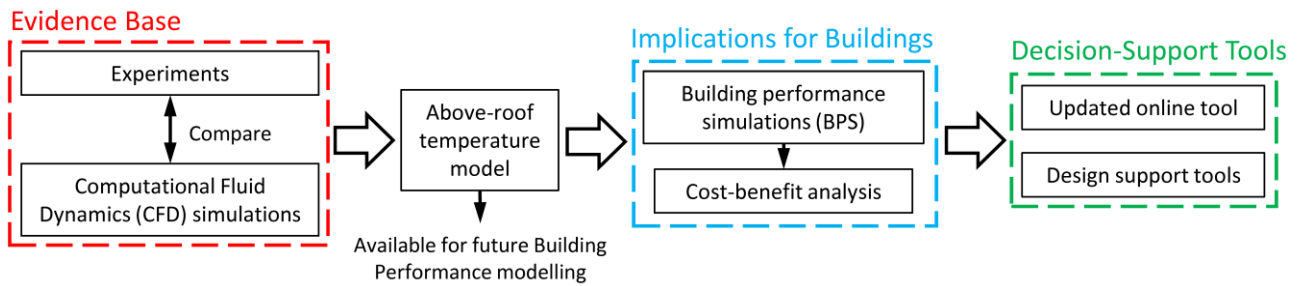 Evidence Base
Experiments
Compare
Computational Fluid
Dynamics (CFD) simulations
Above-roof
temperature
model
Available for future Building
Performance modelling
Implications for Buildings
Building performance
simulations (BPS)
Cost-benefit analysis
Decision-Support Tools
Updated online tool
Design support tools